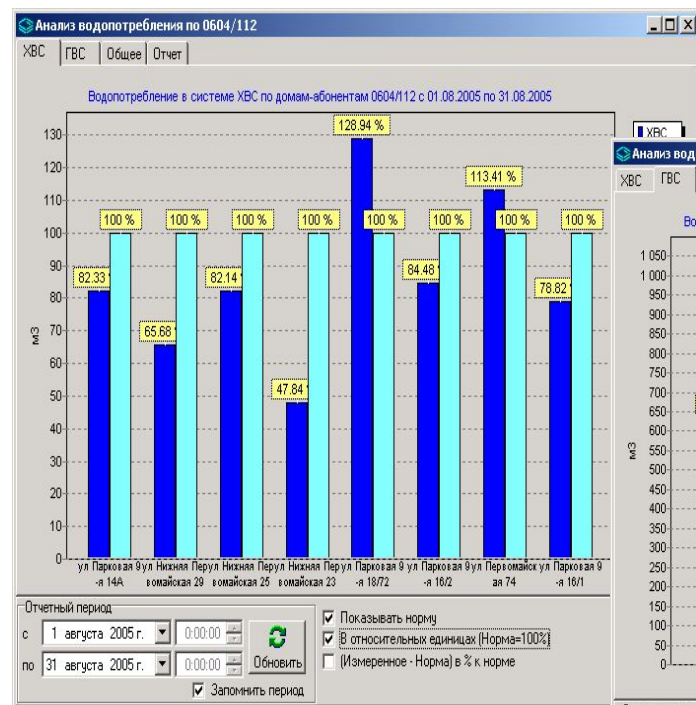 Анализ водопотребления по 0604/112
ХВС ГВС Общее Отчет
Водопотребление в системе ХВС по домам-абонентам 0604/112 с 01.08.2005 по 31.08.2005
ХВС
130
120
110
100
90
80
70
60
50
40
30
20
10
0
м3
82.33 100 %
65.68 100 %
82.14 100 %
47.84 100 %
128.94 % 100 %
84.48 % 100 %
113.41 % 100 %
78.82 100 %
ул Парковая 9
-я 14А
ул Нижняя Пер
вомайская 29
ул Нижняя Пер
вомайская 25
ул Нижняя Пер
вомайская 23
ул Парковая 9
-я 18/72
ул Парковая 9
-я 16/2
ул Первомайск
ая 74
ул Парковая 9
-я 16/1
Отчетный период
с 1 августа 2005 г. 0:00:00
по 31 августа 2005 г. 0:00:00
Обновить
Запомнить период
Показывать норму
В относительных единицах (Норма=100%)
(Измеренное - Норма) в % к норме
Анализ вод
ХВС ГВС
Во
1 050
1 000
950
900
850
800
750
700
650
600
550
500
450
400
350
300
250
200
150
100
50
0
м3